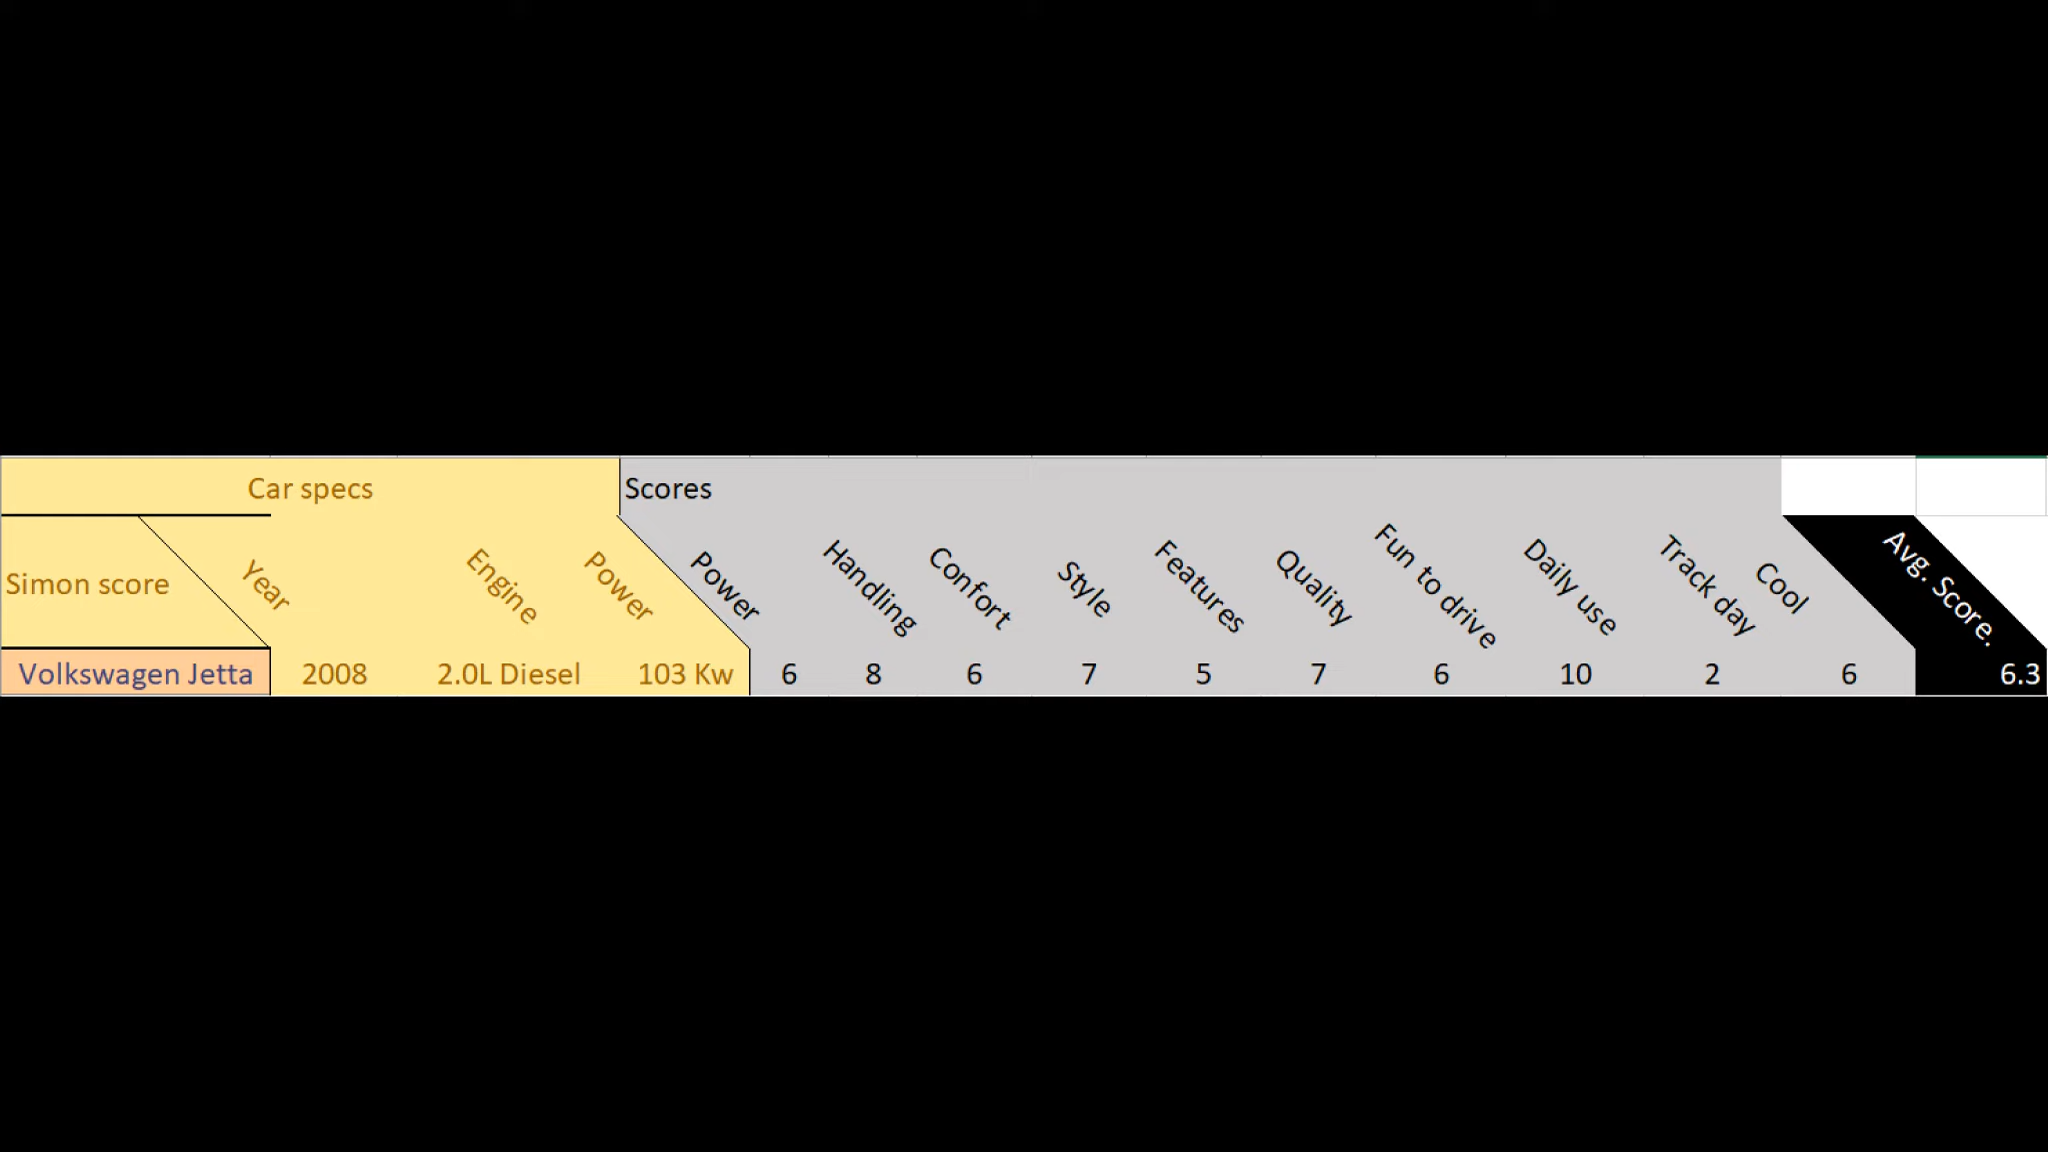 Car specs Scores
Simon score Year Engine Power Power Handling Confort Style Features Quality Fun to drive Daily use Track day Cool Avg. Score.
Volkswagen Jetta 2008 2.0L Diesel 103 Kw 6 8 6 7 5 7 6 10 2 6 6.3